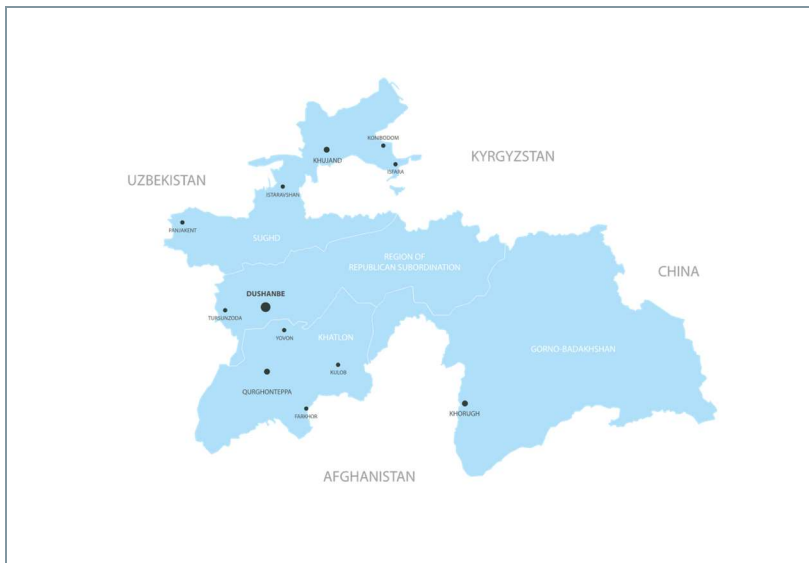 KONIBODOM
KHUJAND
KYRGYZSTAN
ISFARA
UZBEKISTAN
ISTARAVSHAN
PANJAKENT
SUGHD
REGION OF
REPUBLICAN SUBORDINATION
CHINA
DUSHANBE
TURSUNZODA
YOVON
KHATLON
GORNO-BADAKHSHAN
KULOB
QURGHONTEPPA
FARKHOR
KHORUGH
AFGHANISTAN